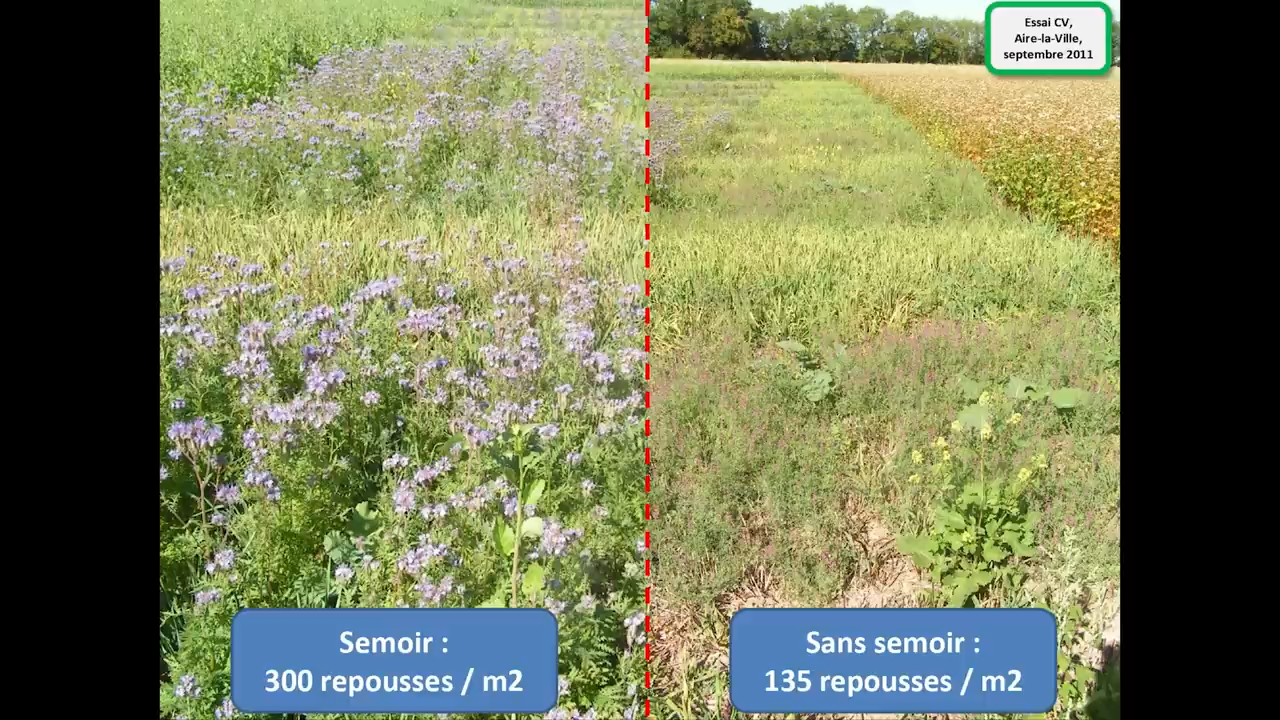 Essai CV,
Aire-la-Ville,
septembre 2011
Semoir :
300 repousses / m2
Sans semoir :
135 repousses / m2